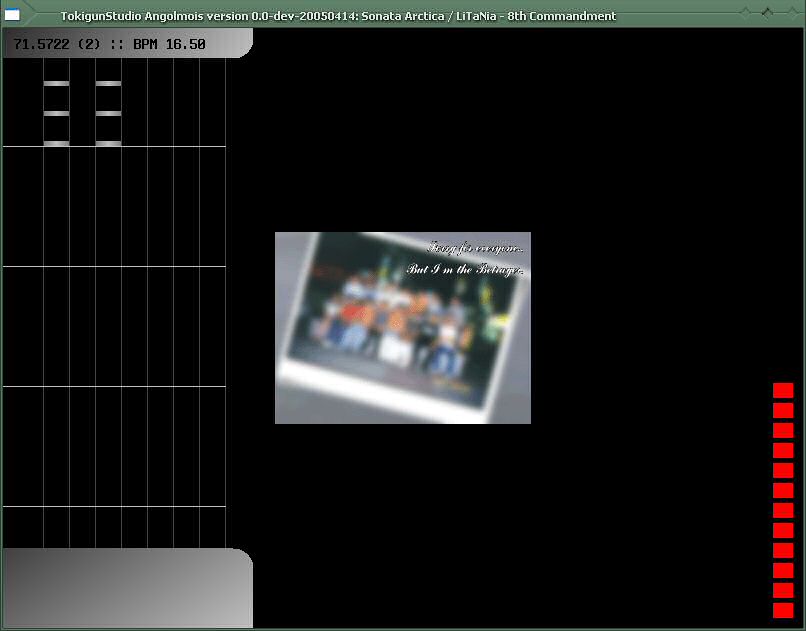 TokigunStudio Angolmois version 0.0-dev-20050414: Sonata Arctica / LiTaNia - 8th Commandment
71.5722 (2) :: BPM 16.50
Sorry for everyone..
But I m the Betrayer..